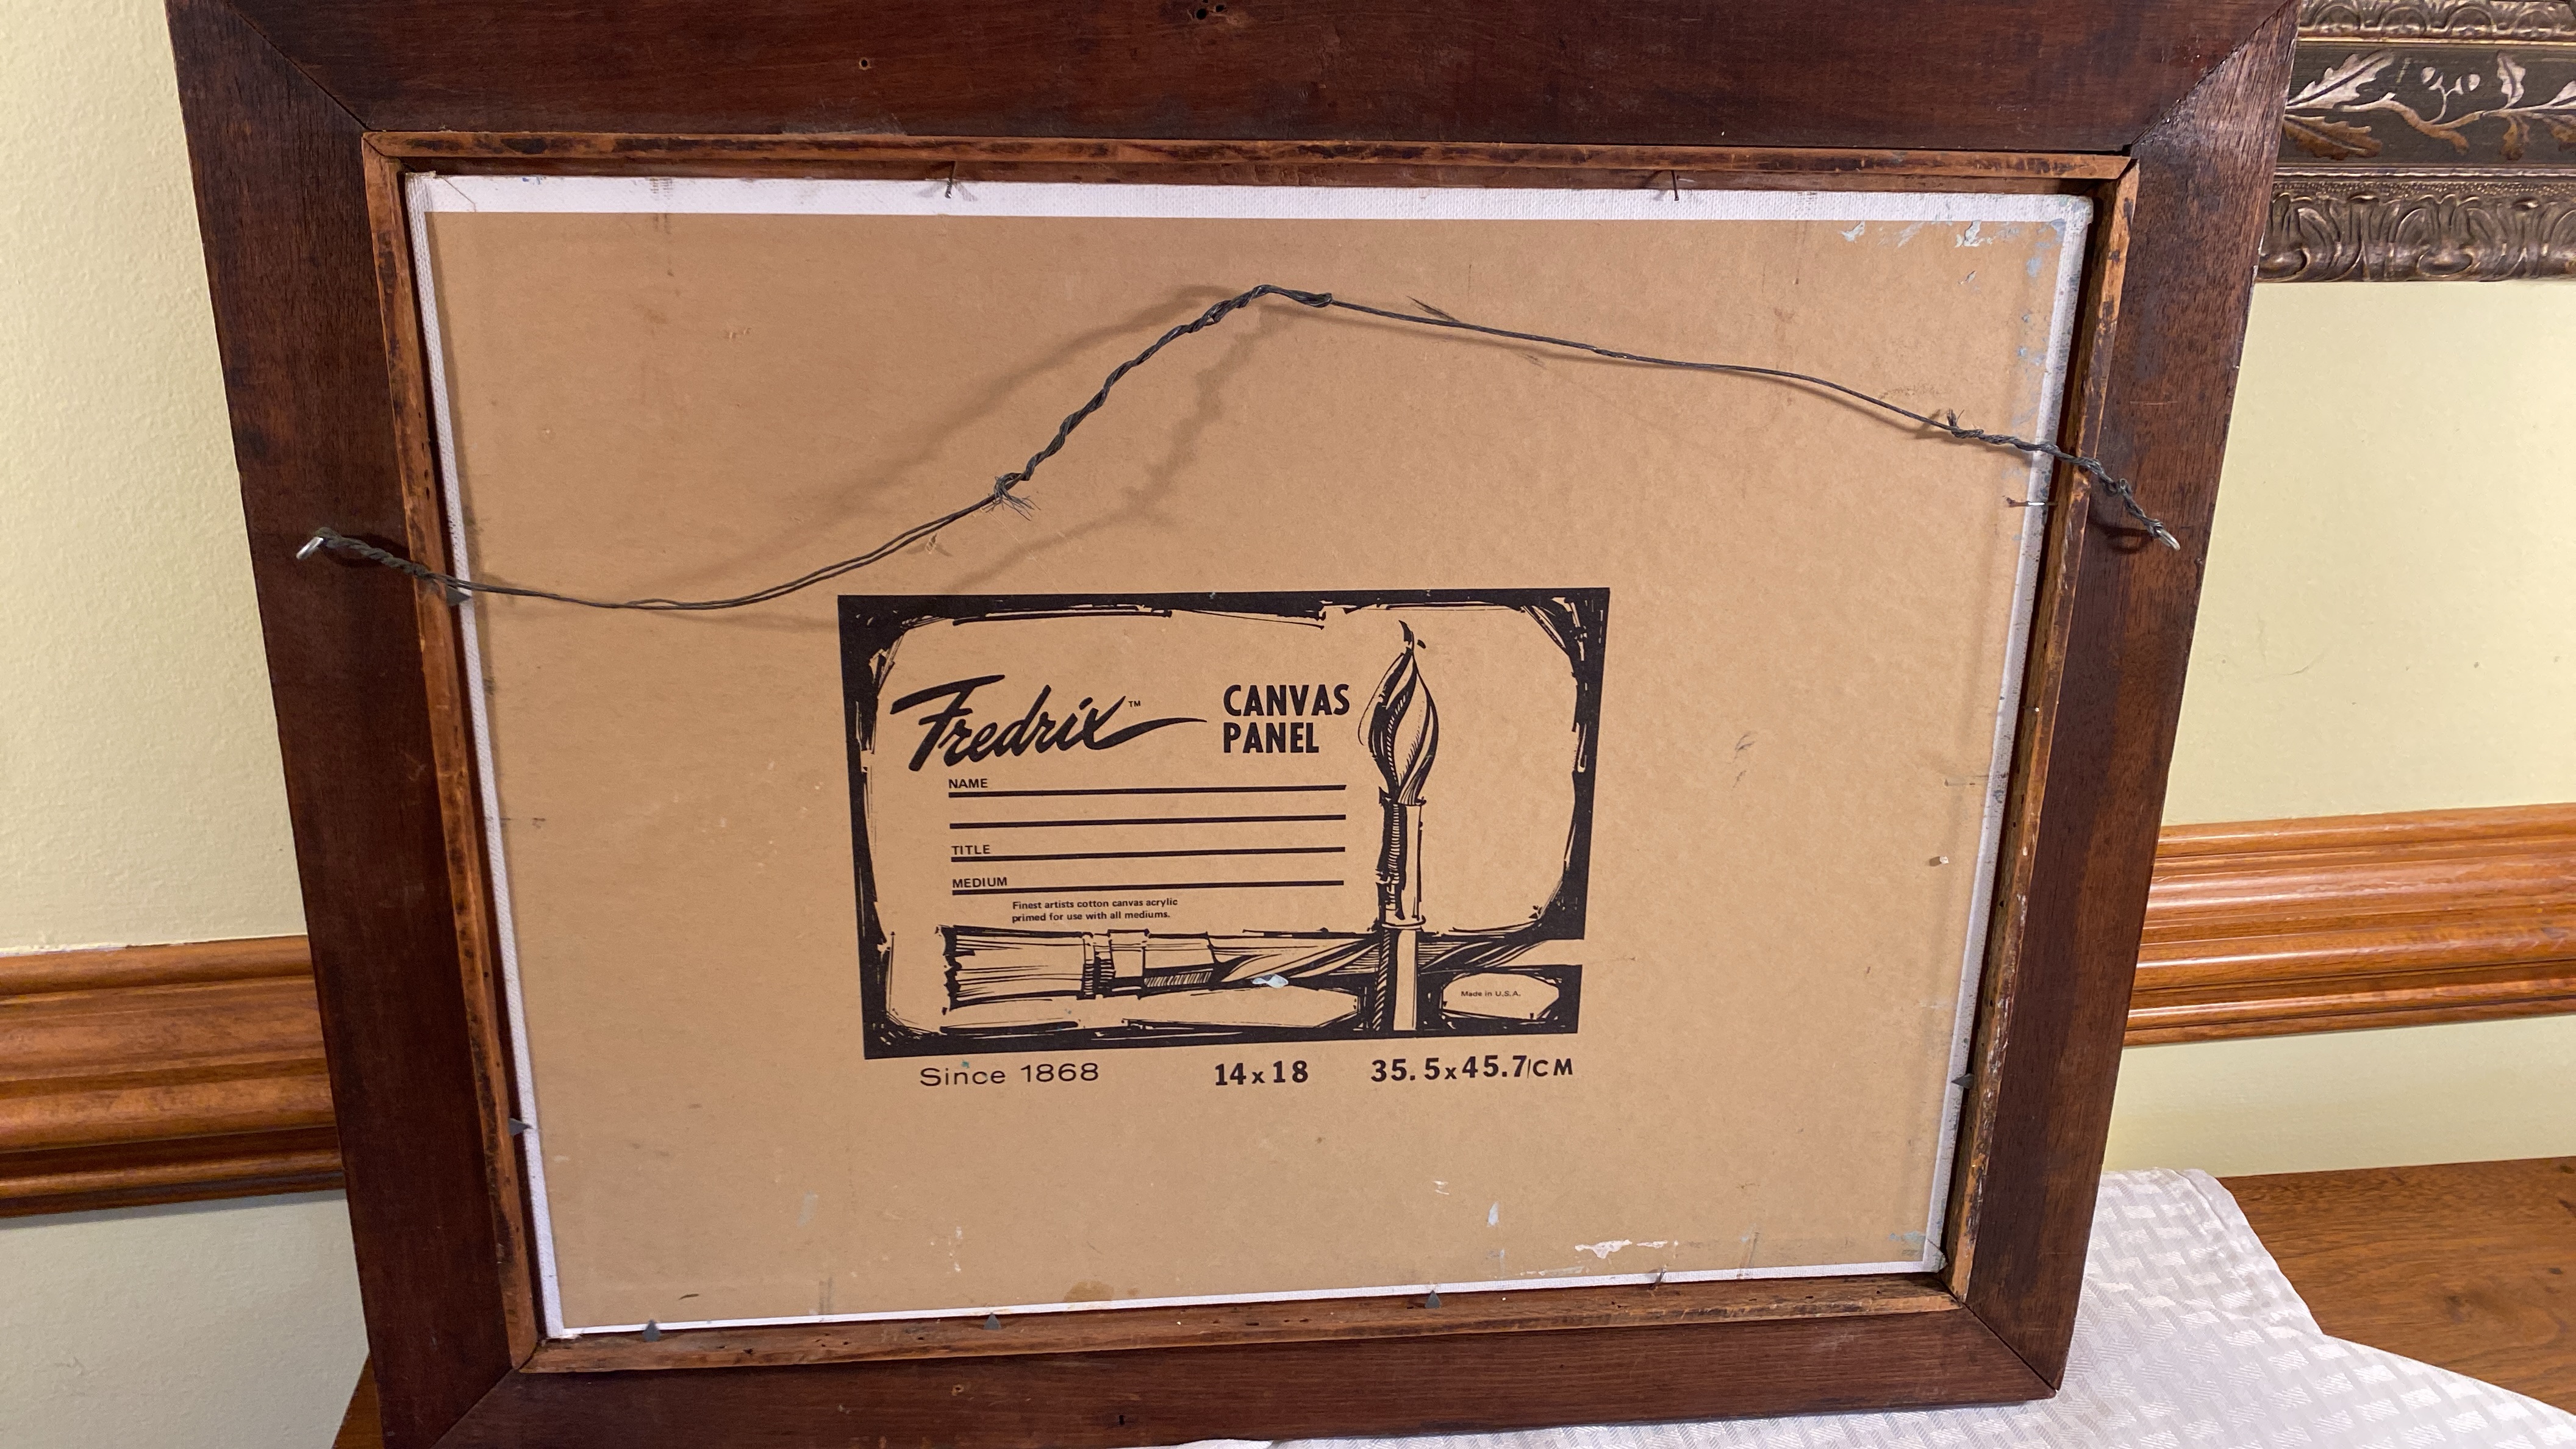 Fredrix™ CANVAS
PANEL
NAME
TITLE
MEDIUM
Finest artists cotton canvas acrylic
primed for use with all mediums.
Made in U.S.A.
Since 1868 14x18 35.5x45.7/CM